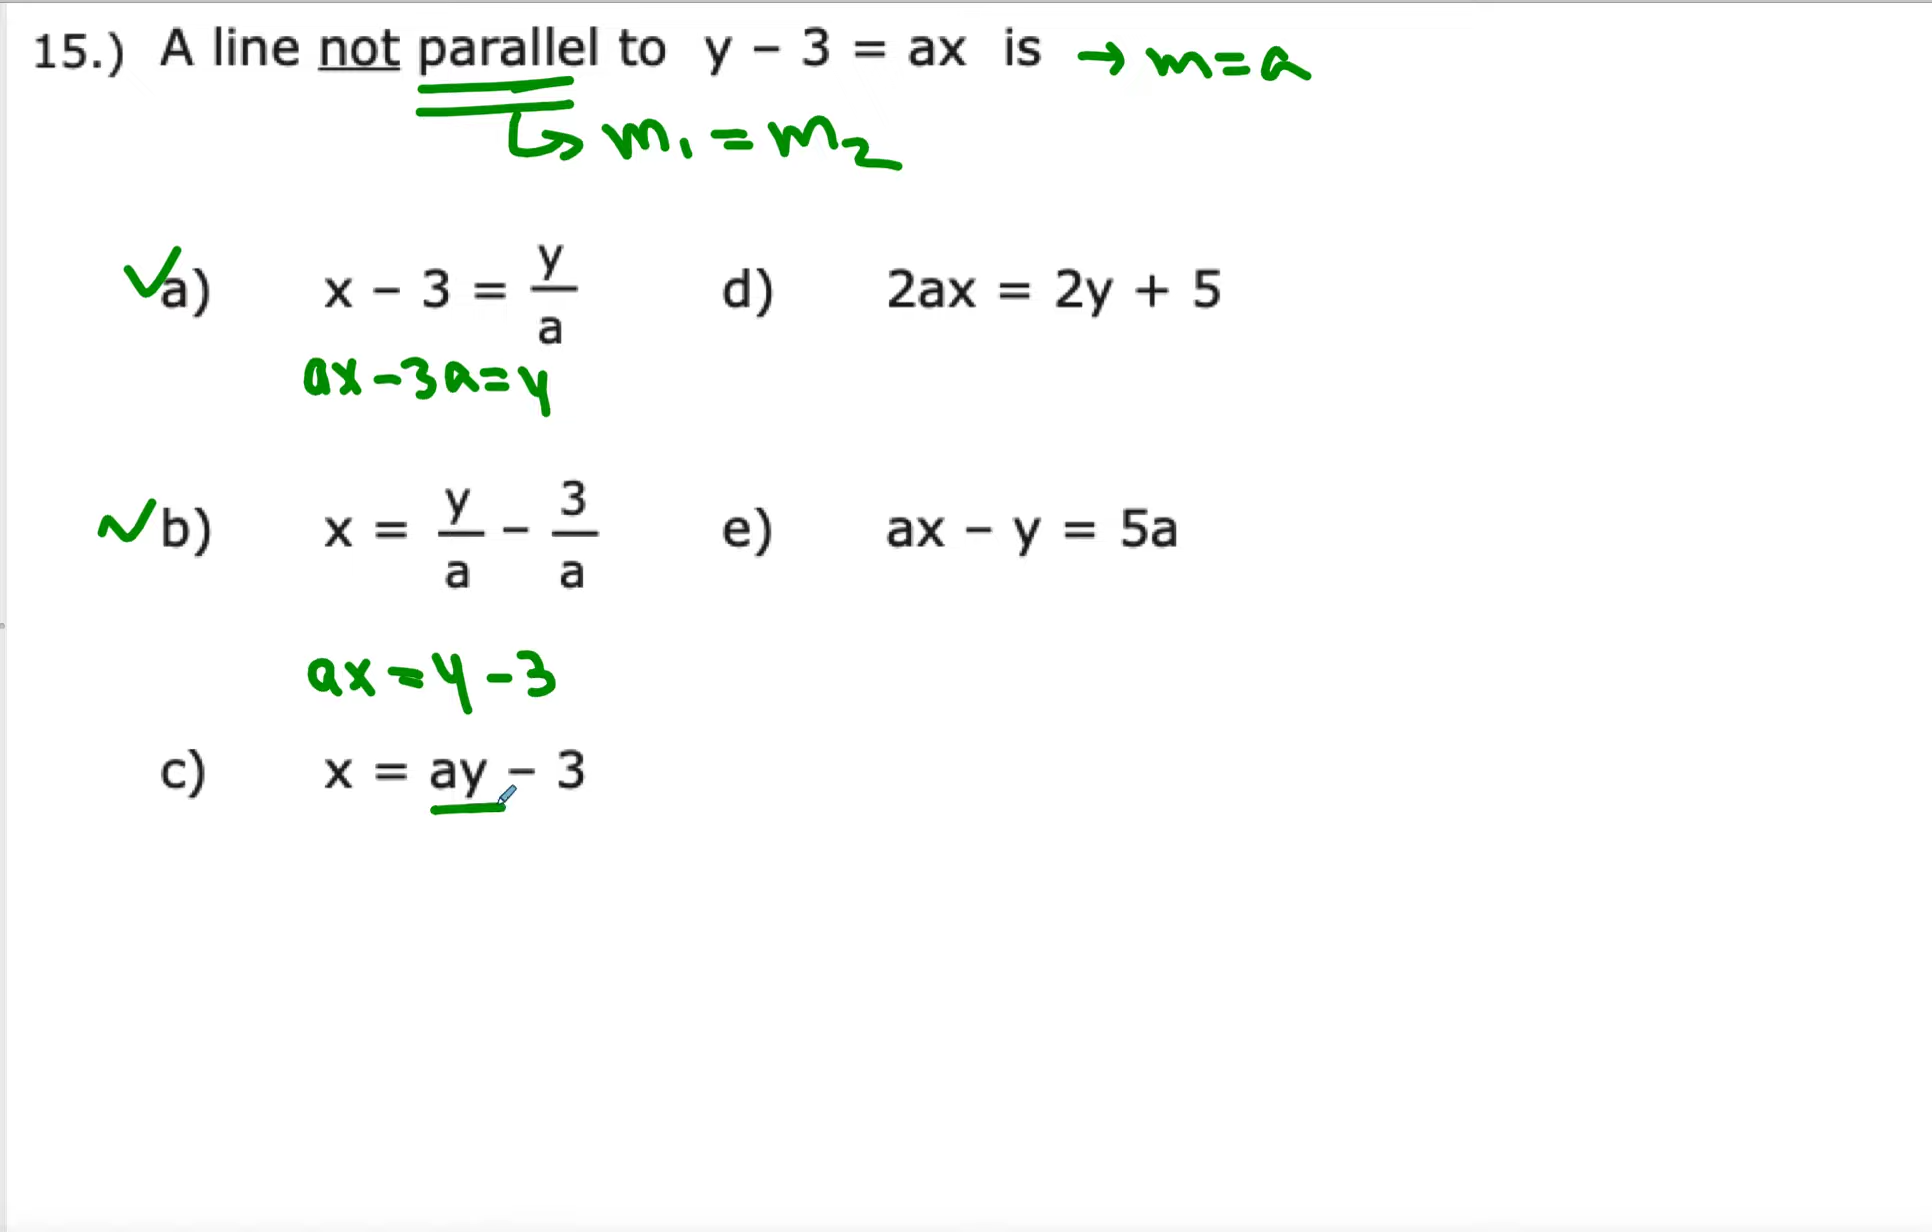 15.) A line not parallel to y – 3 = ax is → m=a
↳ m₁ = m₂
✓a) x – 3 = y/a d) 2ax = 2y + 5
ax-3a=y
✓b) x = y/a – 3/a e) ax – y = 5a
ax=y-3
c) x = ay – 3